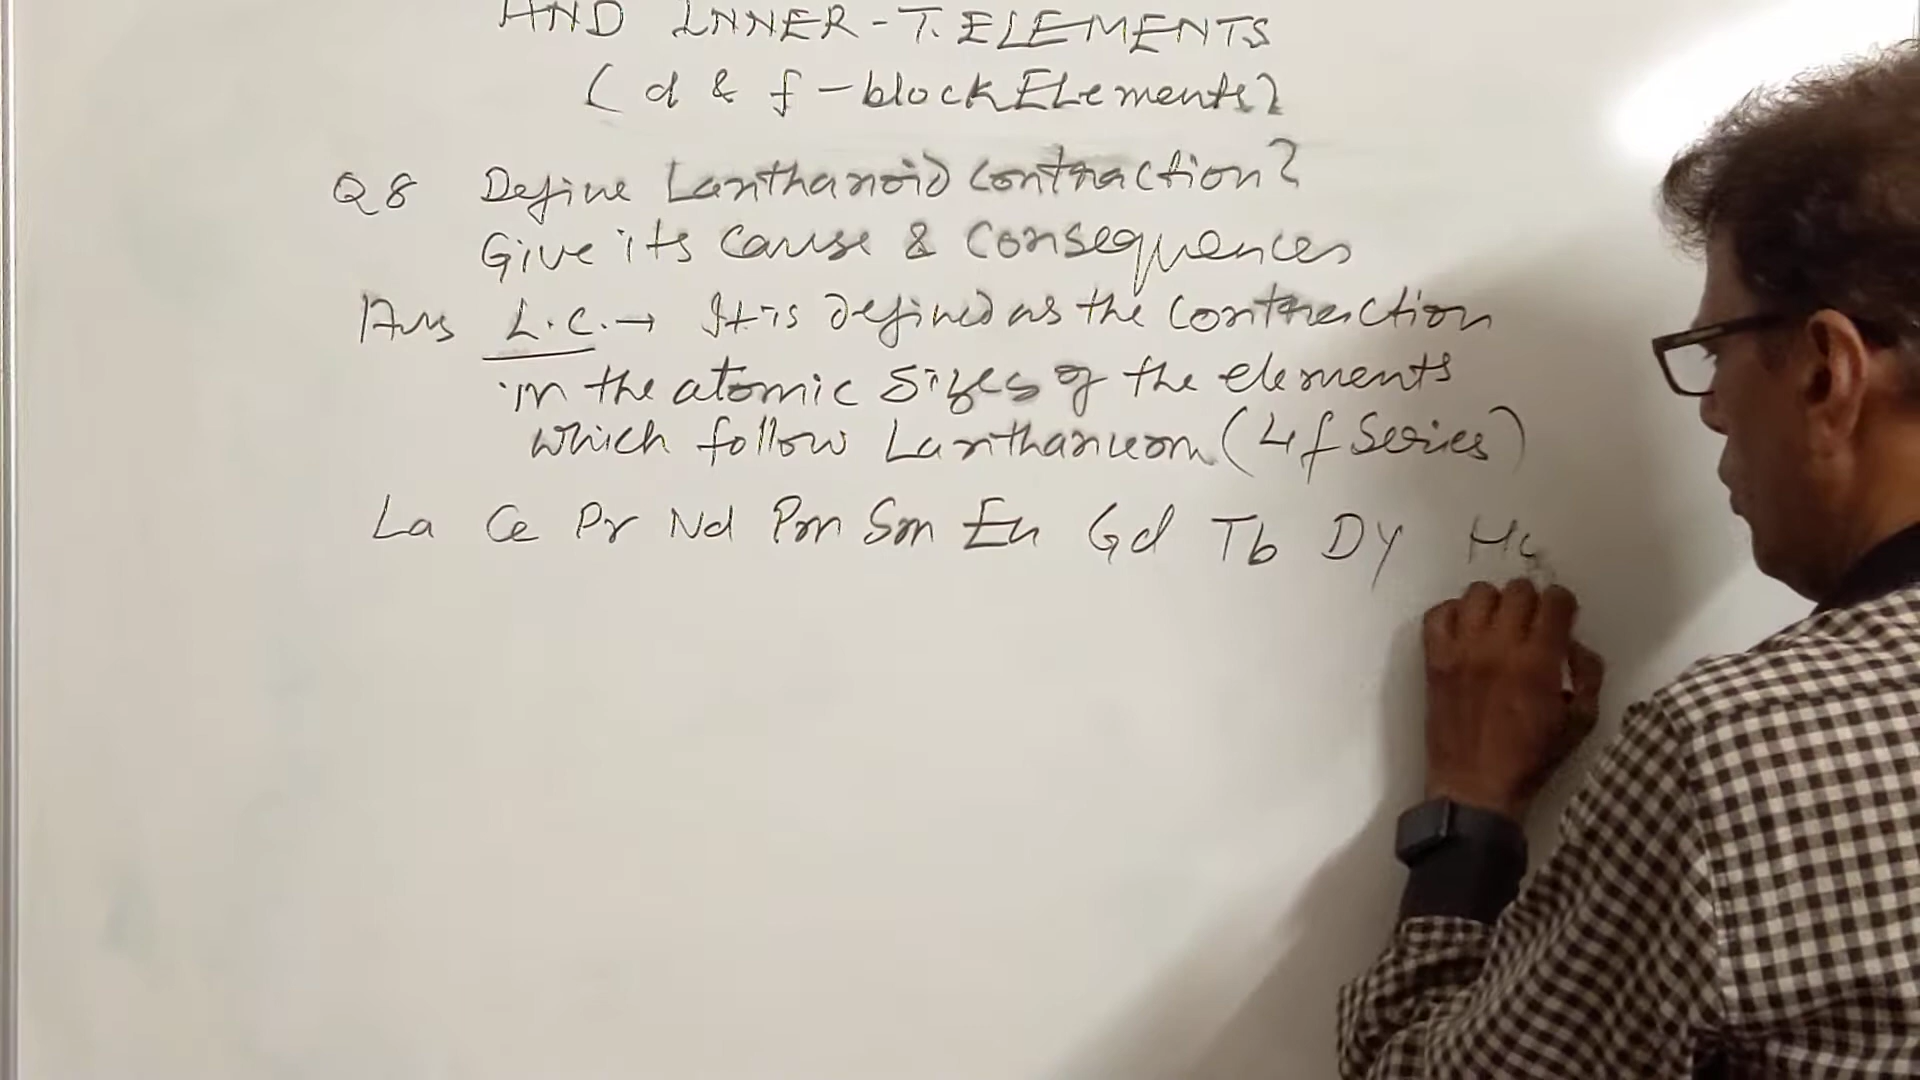 AND INNER-T. ELEMENTS
(d & f-block ELements)
Q8 Define Lanthanoid contraction?
Give its cause & consequences
Ans L.C. → It is defined as the contraction
in the atomic sizes of the elements
which follow Lanthanum (4f Series)
La Ce Pr Nd Pm Sm Eu Gd Tb Dy Ho